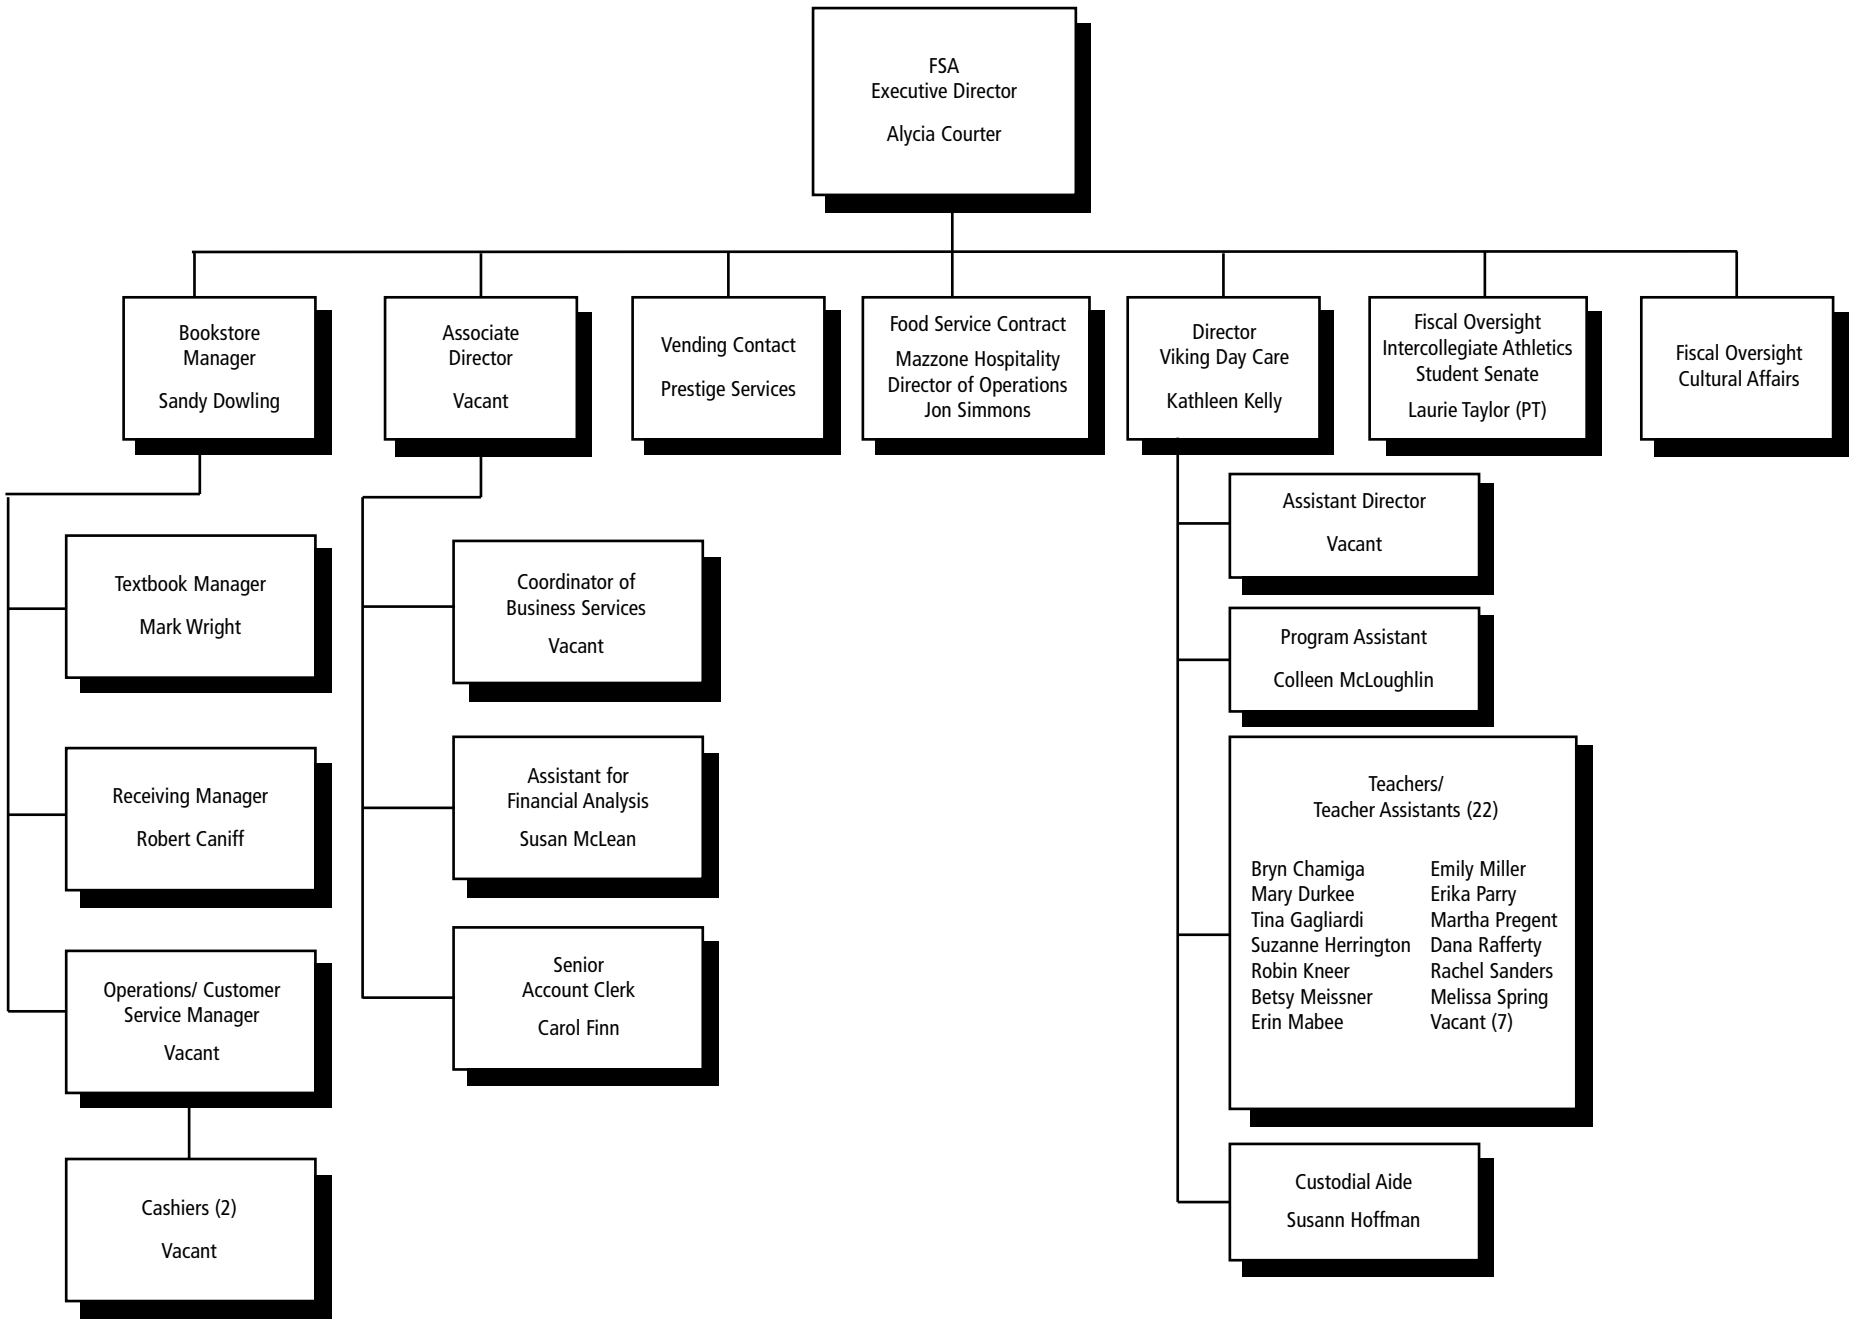 FSA
Executive Director
Alycia Courter
Bookstore
Manager
Sandy Dowling
Associate
Director
Vacant
Vending Contact
Prestige Services
Food Service Contract
Mazzone Hospitality
Director of Operations
Jon Simmons
Director
Viking Day Care
Kathleen Kelly
Fiscal Oversight
Intercollegiate Athletics
Student Senate
Laurie Taylor (PT)
Fiscal Oversight
Cultural Affairs
Textbook Manager
Mark Wright
Receiving Manager
Robert Caniff
Operations/ Customer
Service Manager
Vacant
Cashiers (2)
Vacant
Coordinator of
Business Services
Vacant
Assistant for
Financial Analysis
Susan McLean
Senior
Account Clerk
Carol Finn
Assistant Director
Vacant
Program Assistant
Colleen McLoughlin
Teachers/
Teacher Assistants (22)
Bryn Chamiga
Mary Durkee
Tina Gagliardi
Suzanne Herrington
Robin Kneer
Betsy Meissner
Erin Mabee
Emily Miller
Erika Parry
Martha Pregent
Dana Rafferty
Rachel Sanders
Melissa Spring
Vacant (7)
Custodial Aide
Susann Hoffman